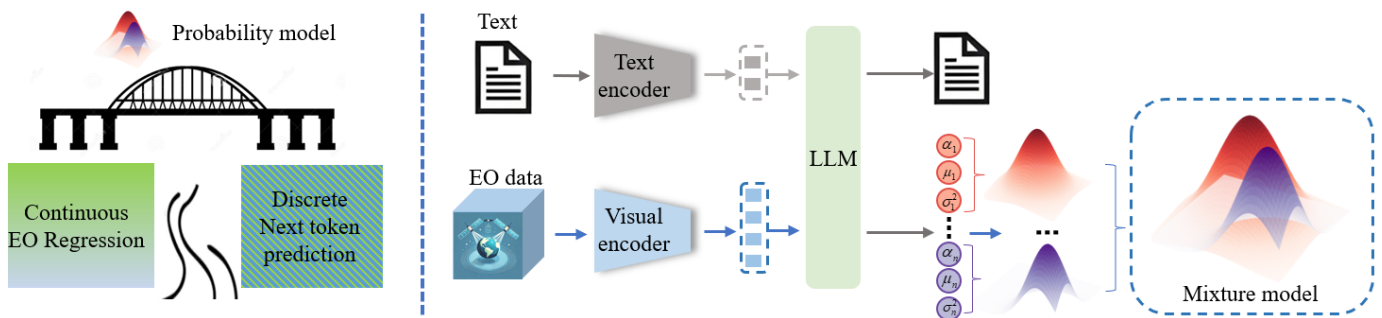 Probability model
Continuous
EO Regression
Discrete
Next token
prediction
Text
Text
encoder
EO data
Visual
encoder
LLM
α₁
μ₁
σ₁²
αₙ
μₙ
σₙ²
...
Mixture model